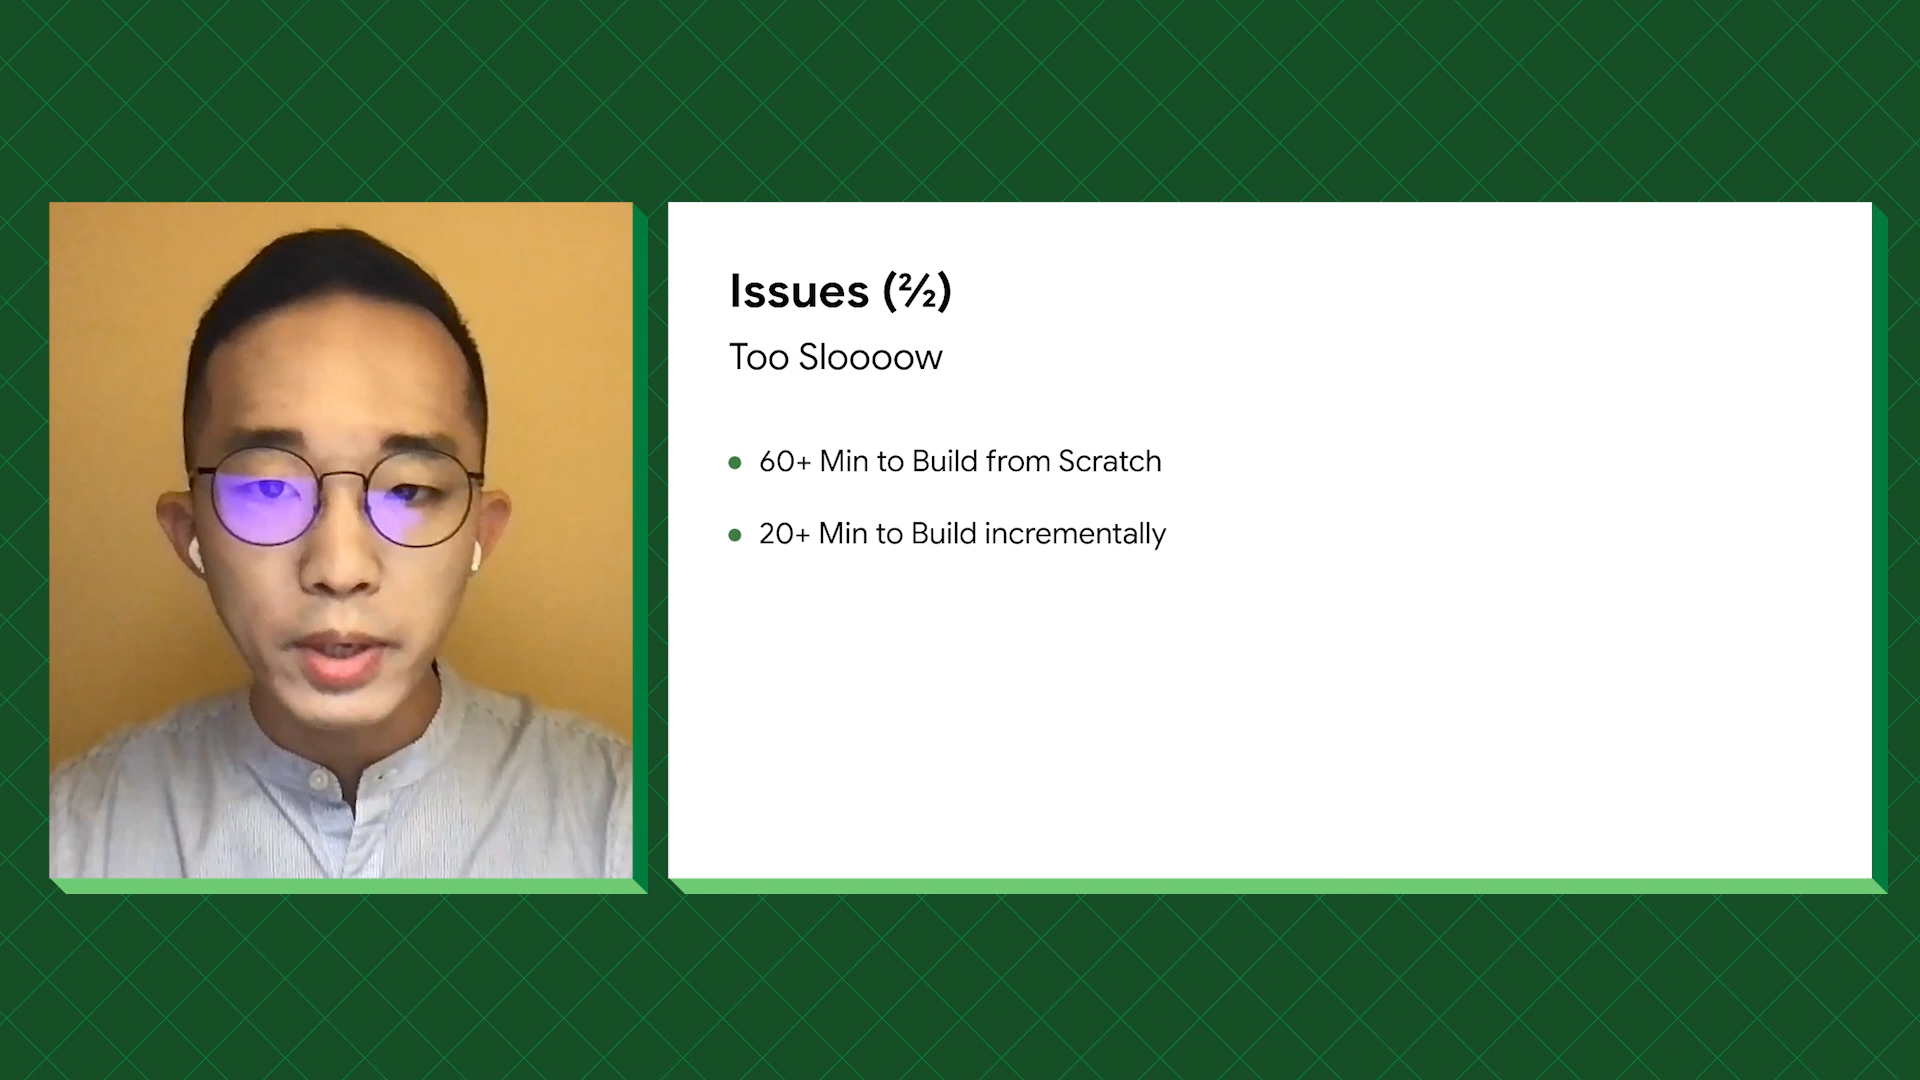 Issues (2/2)
Too Sloooow
60+ Min to Build from Scratch
20+ Min to Build incrementally